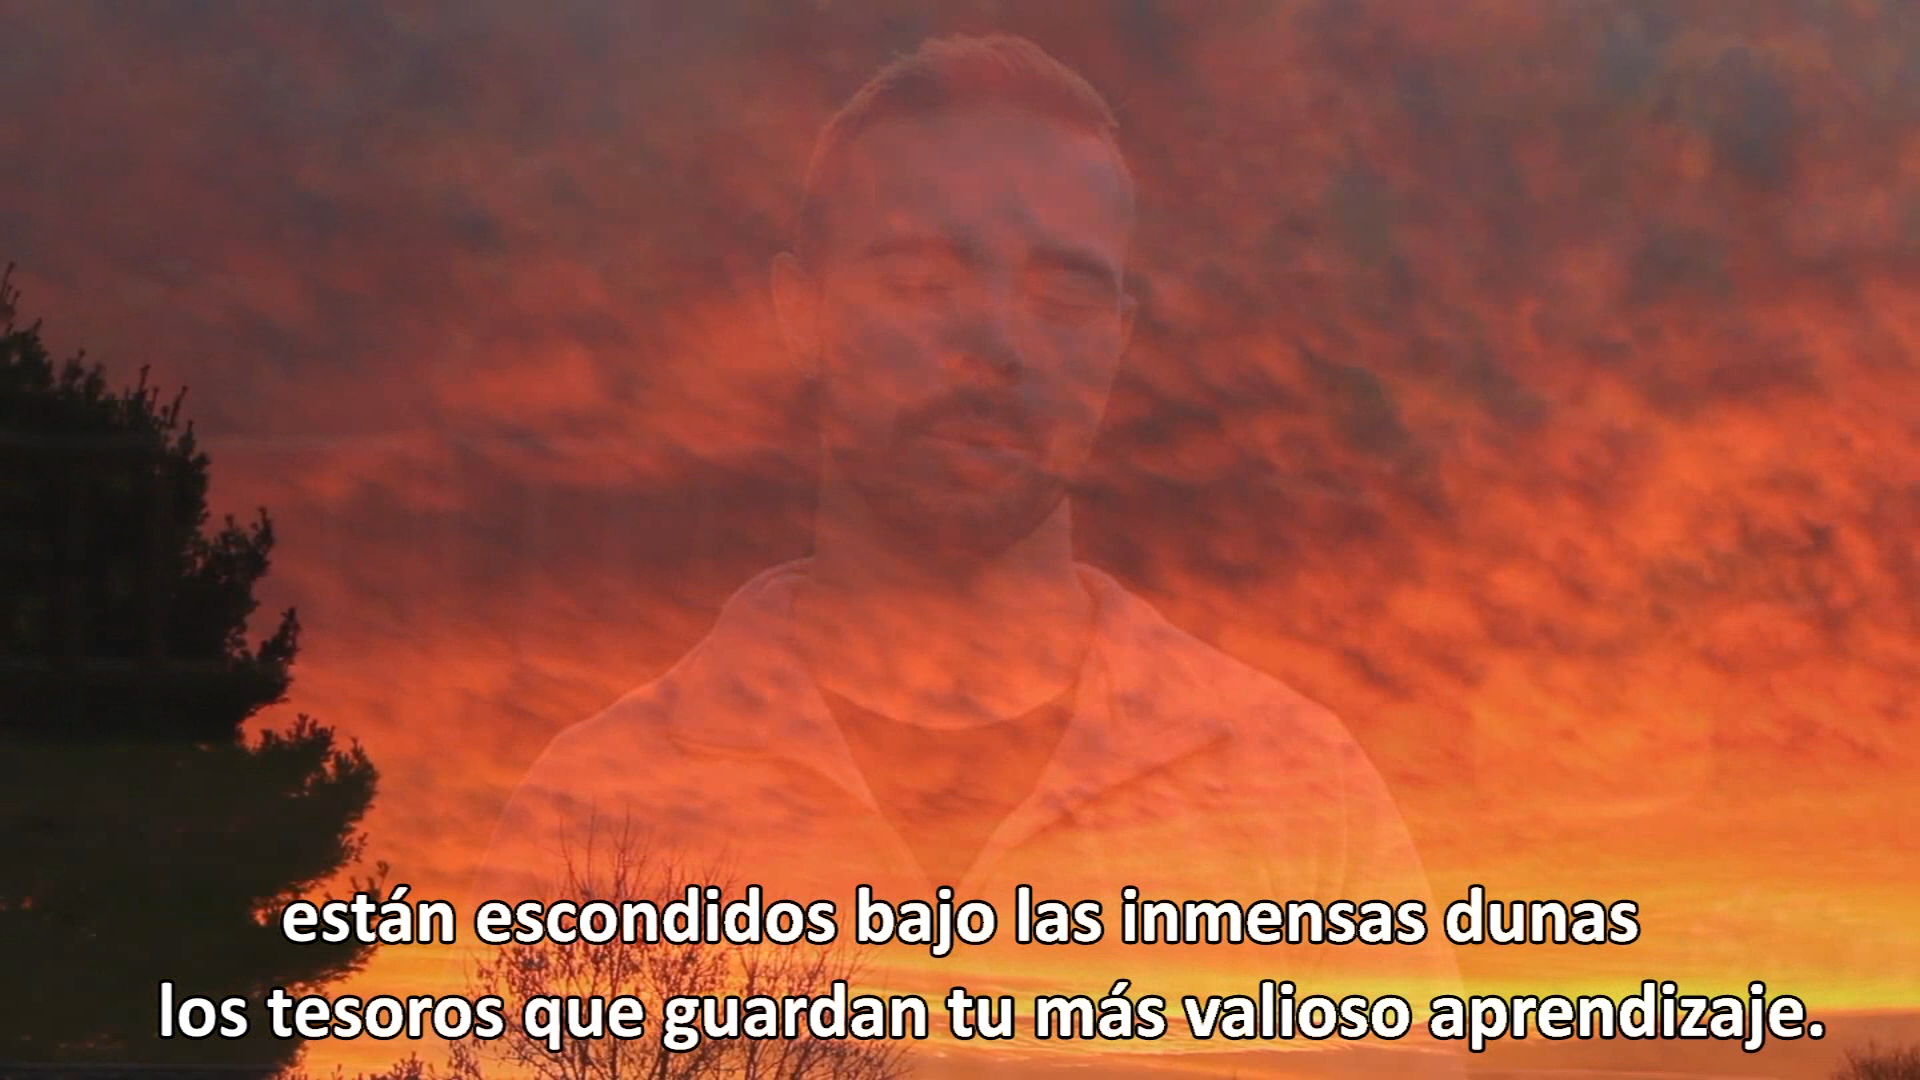 están escondidos bajo las inmensas dunas
los tesoros que guardan tu más valioso aprendizaje.